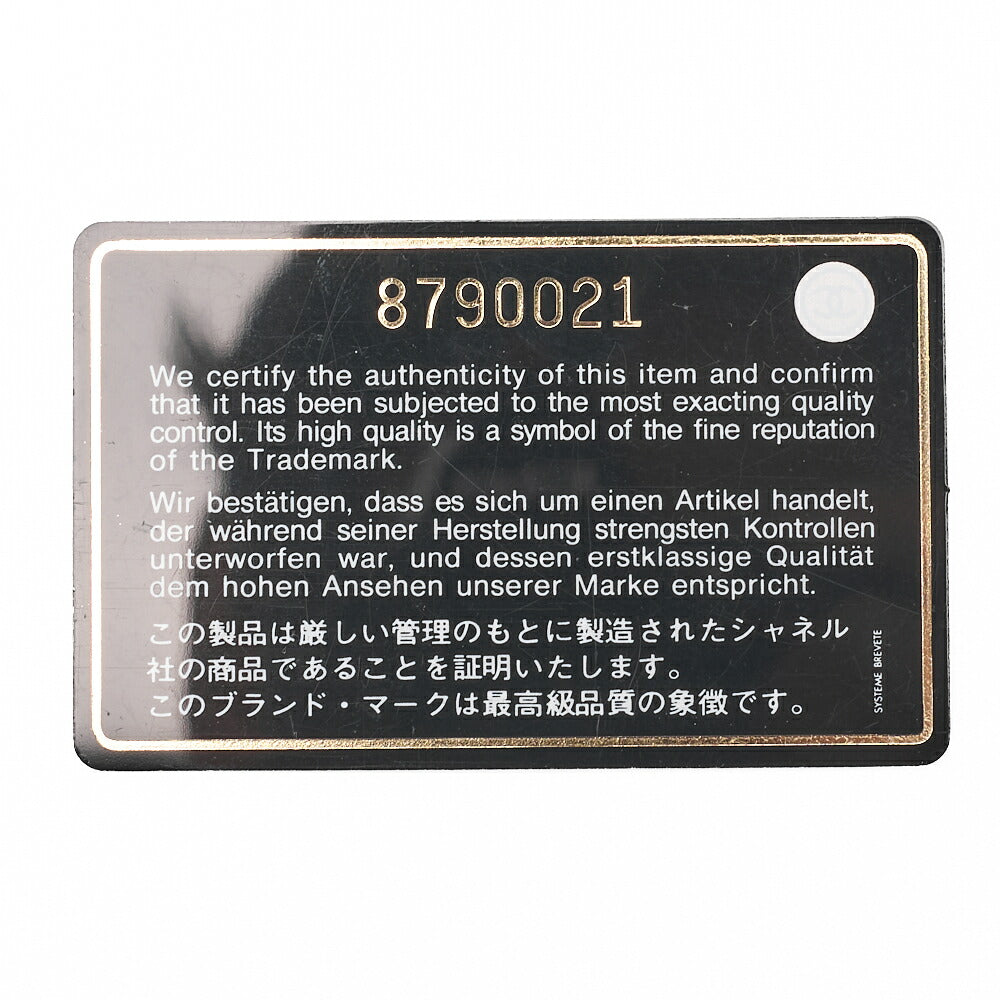 8790021
We certify the authenticity of this item and confirm
that it has been subjected to the most exacting quality
control. Its high quality is a symbol of the fine reputation
of the Trademark.
Wir bestätigen, dass es sich um einen Artikel handelt,
der während seiner Herstellung strengsten Kontrollen
unterworfen war, und dessen erstklassige Qualität
dem hohen Ansehen unserer Marke entspricht.
この製品は厳しい管理のもとに製造されたシャネル
社の商品であることを証明いたします。
このブランド・マークは最高級品質の象徴です。
SYSTEME BREVETE